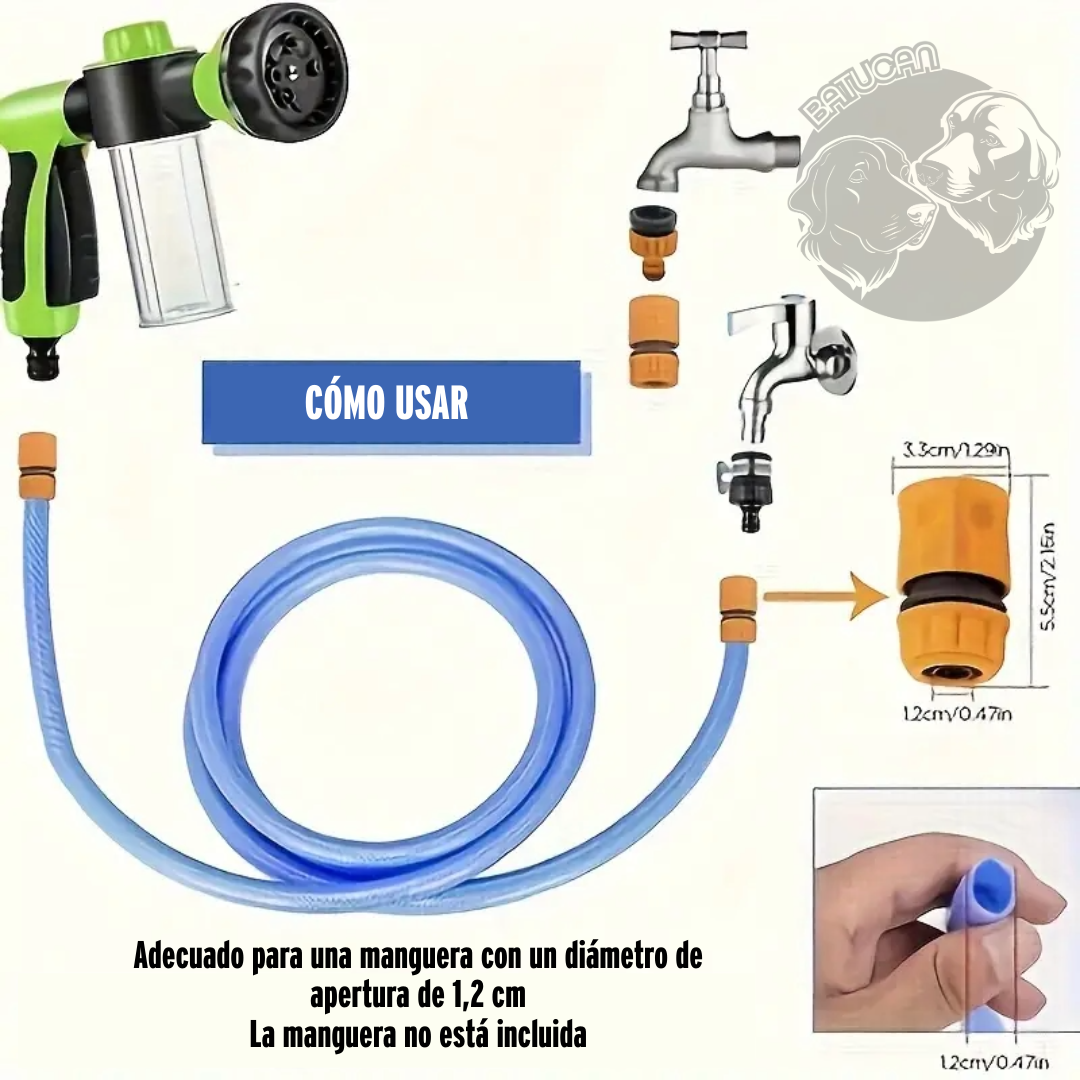 BATUCAN
CÓMO USAR
3.3cm/1.29in
5.5cm/2.16in
1.2cm/0.47in
Adecuado para una manguera con un diámetro de
apertura de 1,2 cm
La manguera no está incluida
1.2cm/0.47in